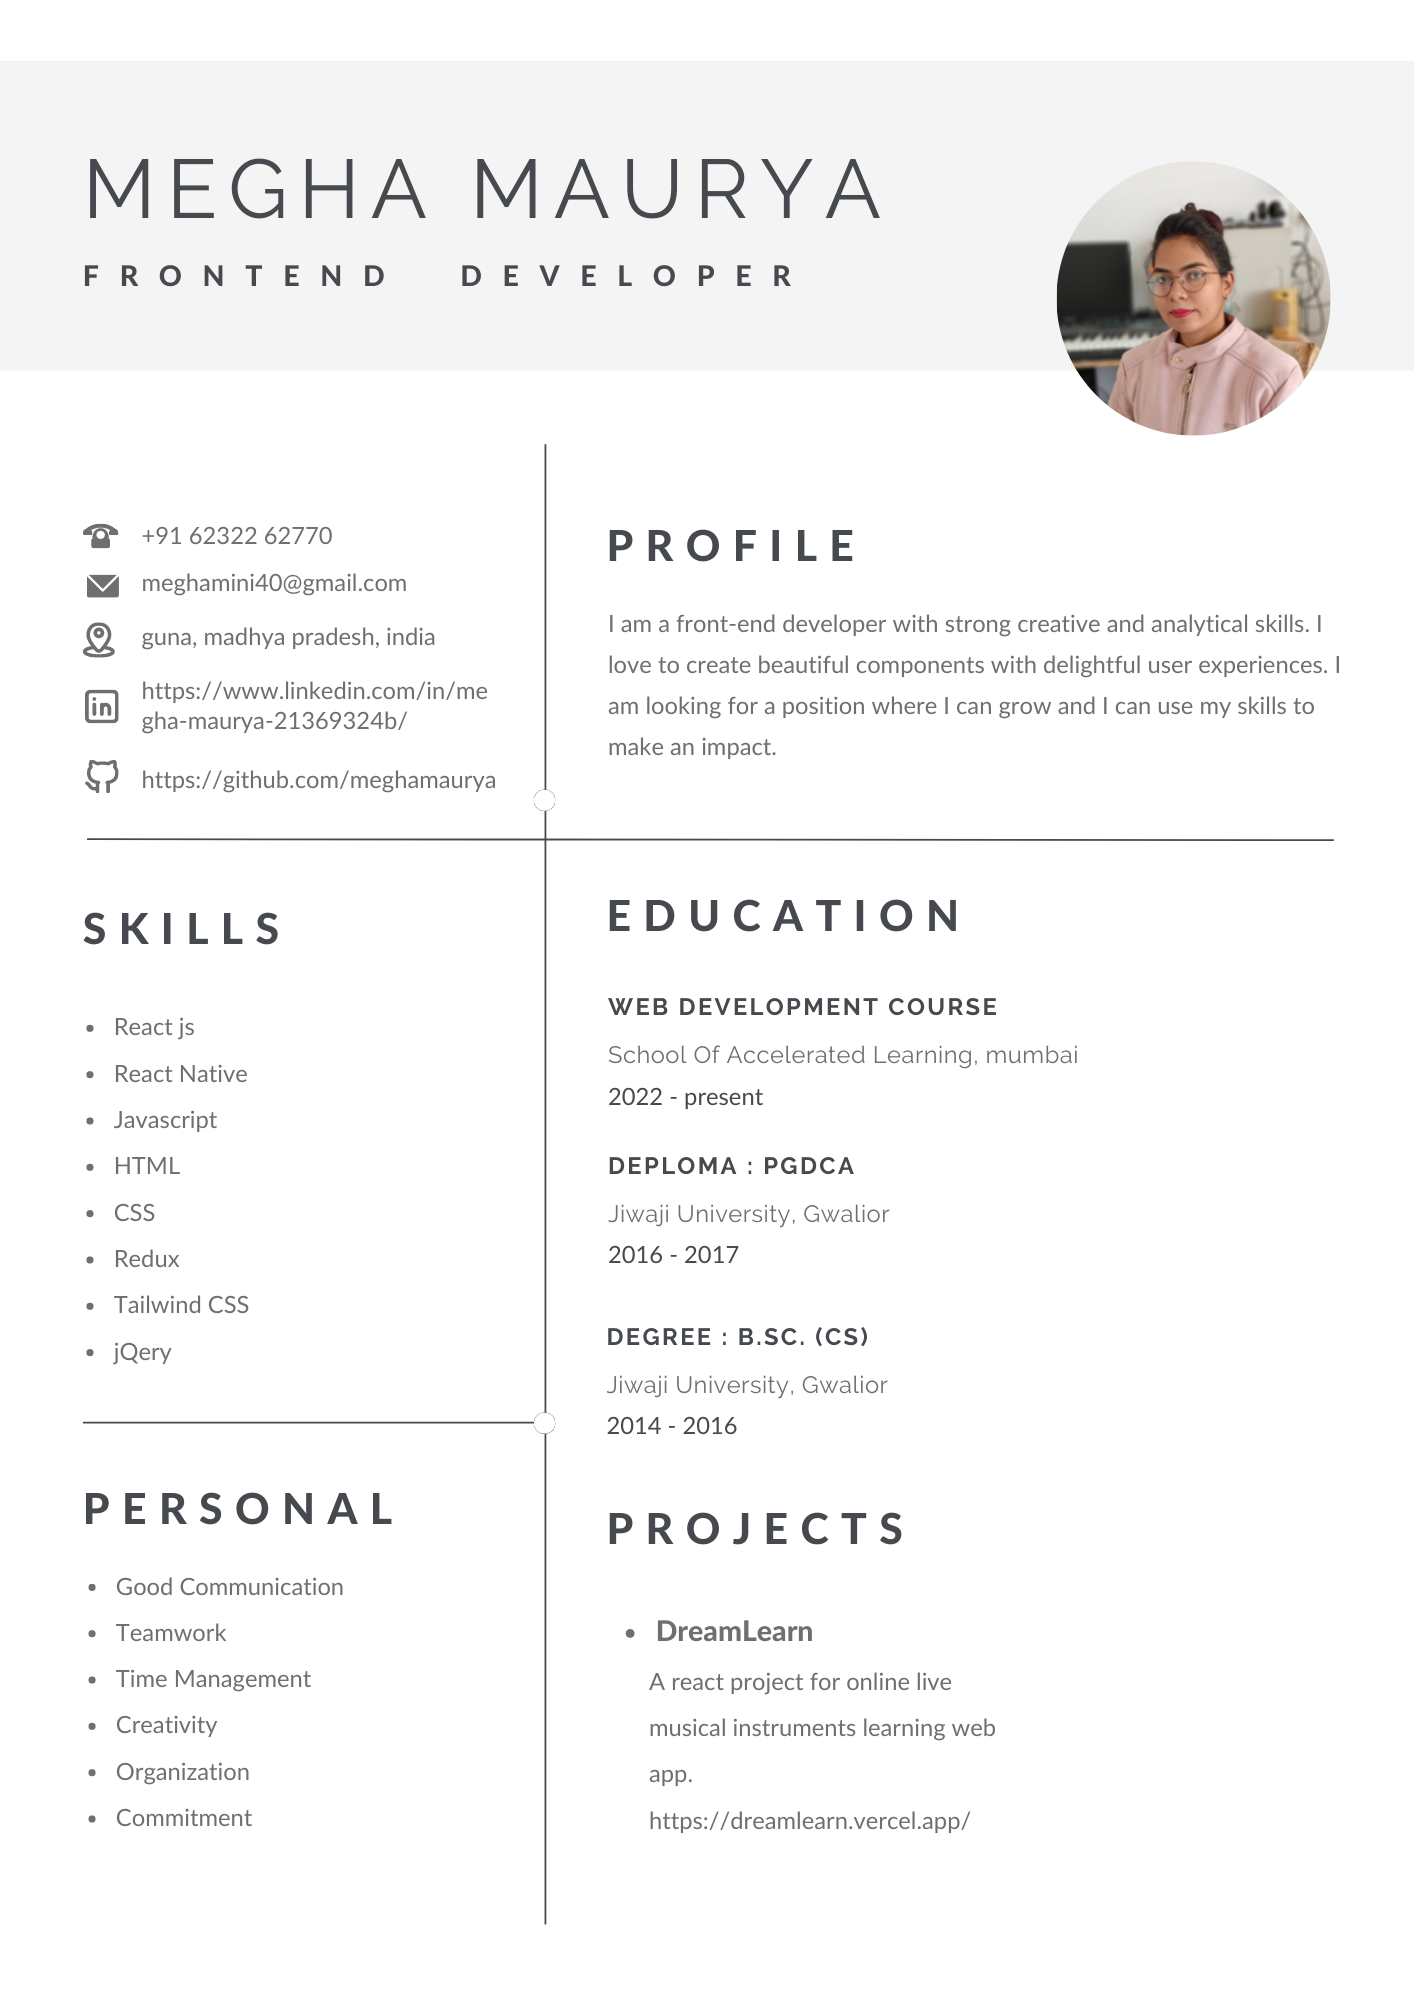 MEGHA MAURYA
FRONTEND DEVELOPER
+91 62322 62770
meghamini40@gmail.com
guna, madhya pradesh, india
https://www.linkedin.com/in/me
gha-maurya-21369324b/
https://github.com/meghamaurya
PROFILE
I am a front-end developer with strong creative and analytical skills. I
love to create beautiful components with delightful user experiences. I
am looking for a position where I can grow and I can use my skills to
make an impact.
SKILLS
• React js
• React Native
• Javascript
• HTML
• CSS
• Redux
• Tailwind CSS
• jQery
PERSONAL
• Good Communication
• Teamwork
• Time Management
• Creativity
• Organization
• Commitment
EDUCATION
WEB DEVELOPMENT COURSE
School Of Accelerated Learning, mumbai
2022 - present
DEPLOMA : PGDCA
Jiwaji University, Gwalior
2016 - 2017
DEGREE : B.SC. (CS)
Jiwaji University, Gwalior
2014 - 2016
PROJECTS
• DreamLearn
A react project for online live
musical instruments learning web
app.
https://dreamlearn.vercel.app/